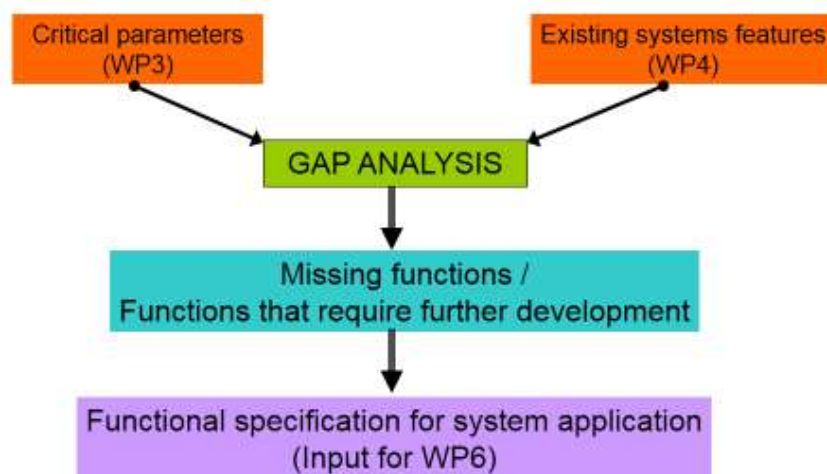 Critical parameters
(WP3)
Existing systems features
(WP4)
GAP ANALYSIS
Missing functions /
Functions that require further development
Functional specification for system application
(Input for WP6)